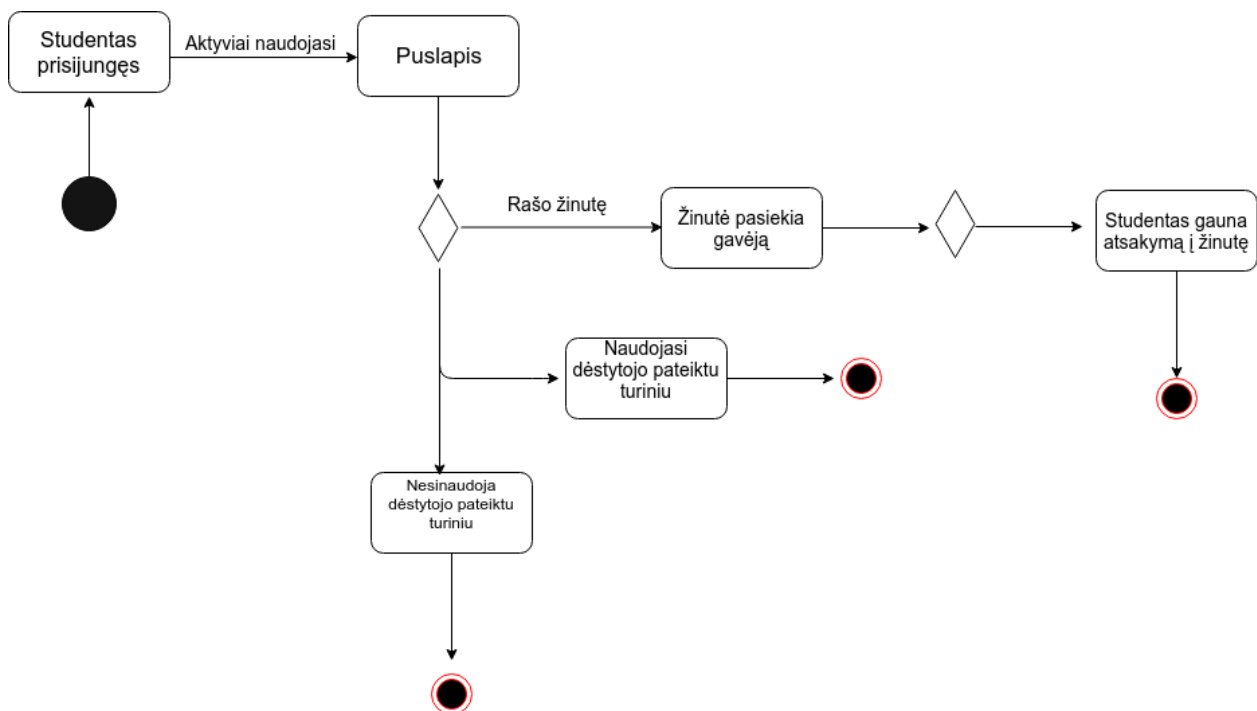 Studentas
prisijungęs
Aktyviai naudojasi
Puslapis
Rašo žinutę
Žinutė pasiekia
gavėją
Studentas gauna
atsakymą į žinutę
Naudojasi
dėstytojo pateiktu
turiniu
Nesinaudoja
dėstytojo pateiktu
turiniu